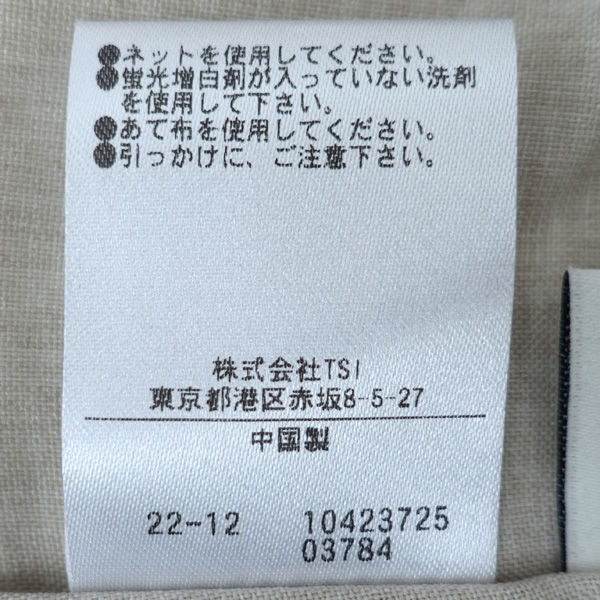 ●ネットを使用してください。
●蛍光増白剤が入っていない洗剤
を使用して下さい。
●あて布を使用してください。
●引っかけに、ご注意下さい。
株式会社TSI
東京都港区赤坂8-5-27
中国製
22-12 10423725
03784